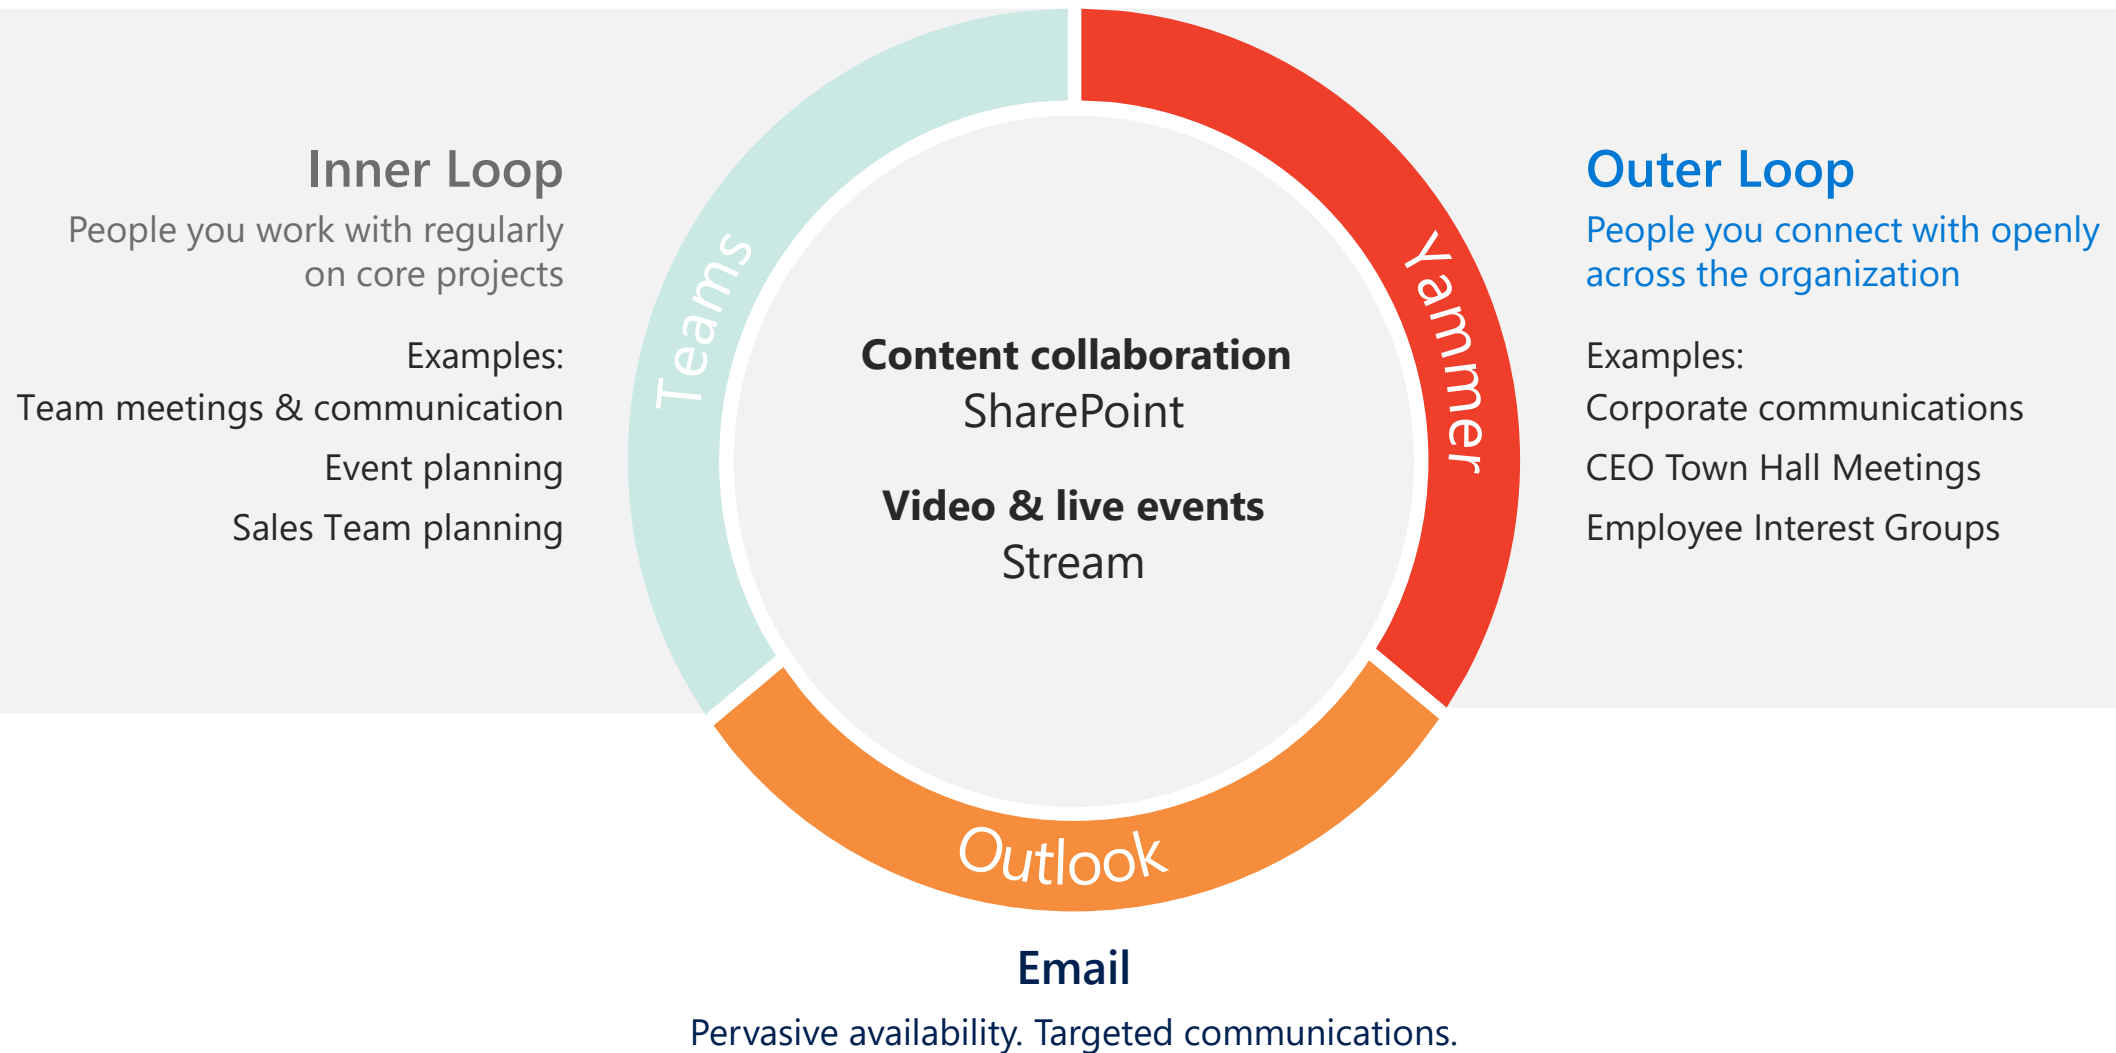 Inner Loop
People you work with regularly
on core projects
Examples:
Team meetings & communication
Event planning
Sales Team planning
Teams
Content collaboration
SharePoint
Video & live events
Stream
Yammer
Outer Loop
People you connect with openly
across the organization
Examples:
Corporate communications
CEO Town Hall Meetings
Employee Interest Groups
Outlook
Email
Pervasive availability. Targeted communications.